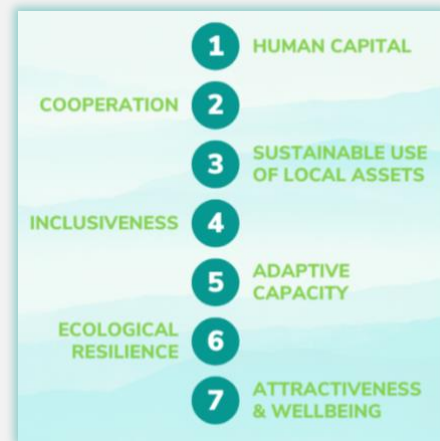 1 HUMAN CAPITAL
COOPERATION 2
3 SUSTAINABLE USE
OF LOCAL ASSETS
INCLUSIVENESS 4
5 ADAPTIVE
CAPACITY
ECOLOGICAL 6
RESILIENCE
7 ATTRACTIVENESS
& WELLBEING